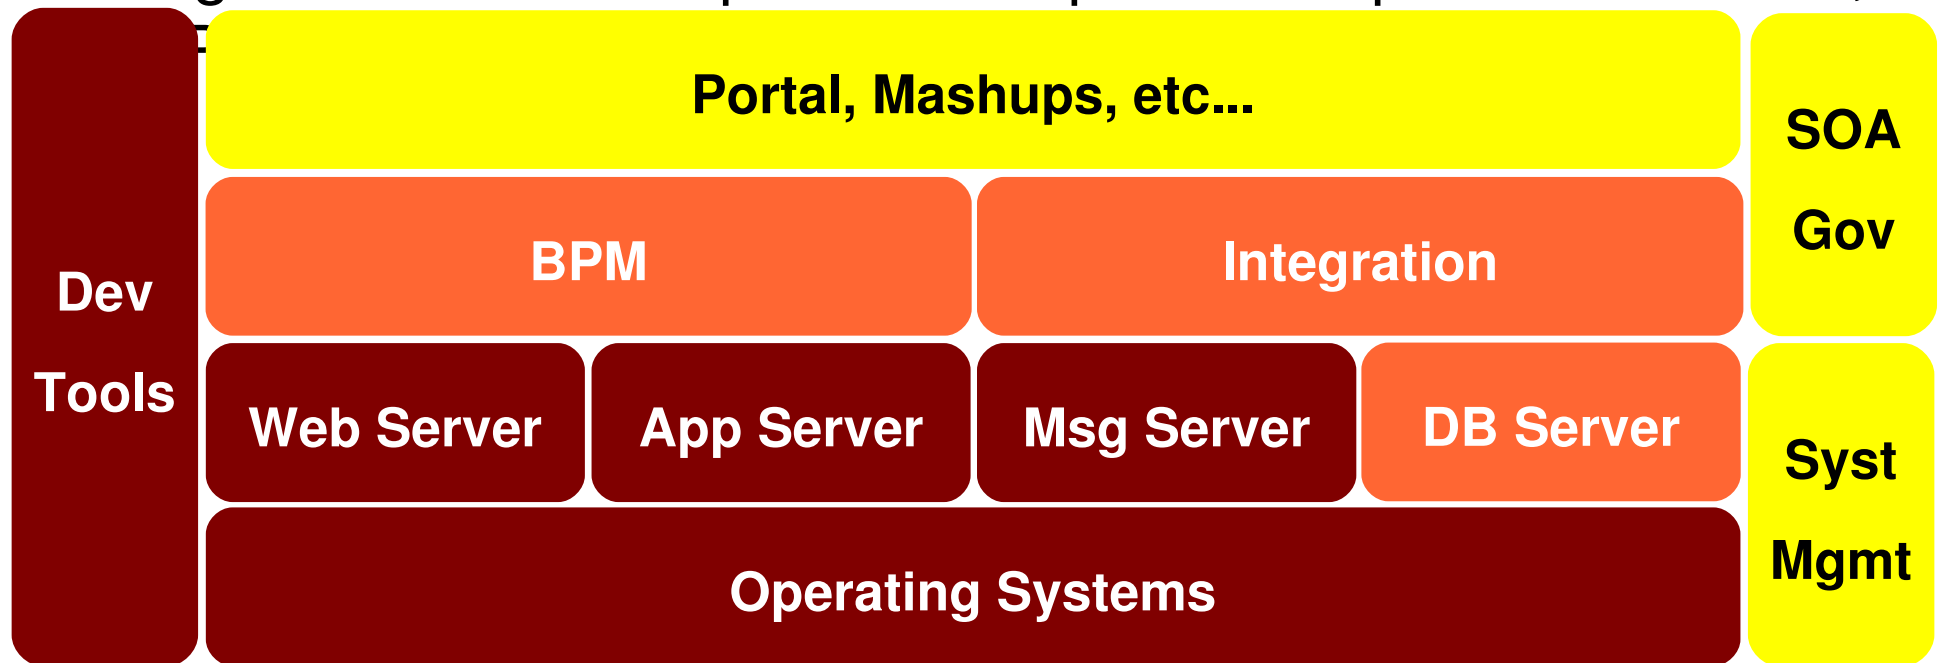 Portal, Mashups, etc...
SOA
Gov
BPM
Integration
Dev
Tools
Web Server
App Server
Msg Server
DB Server
Syst
Mgmt
Operating Systems